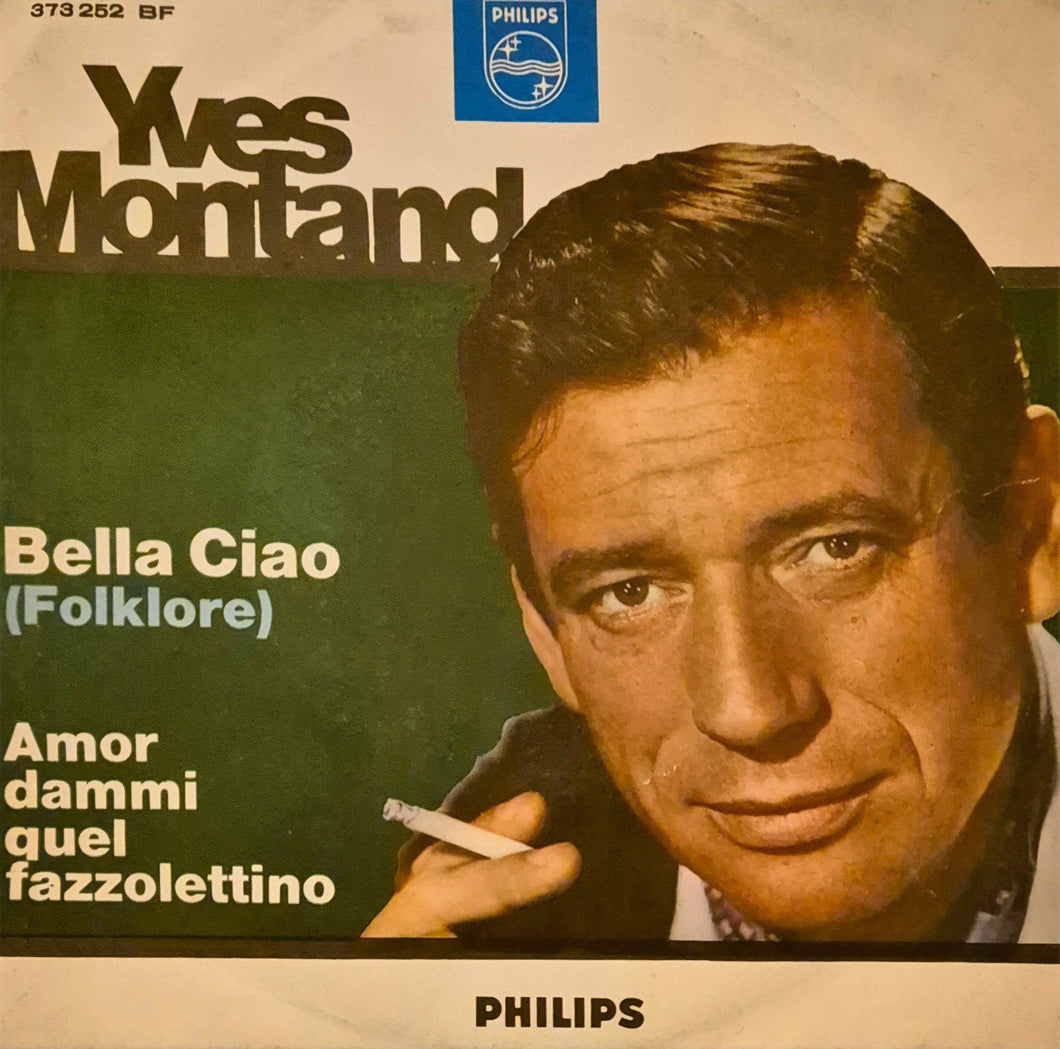 373 252 BF
PHILIPS
Yves
Montand
Bella Ciao
(Folklore)
Amor
dammi
quel
fazzolettino
PHILIPS